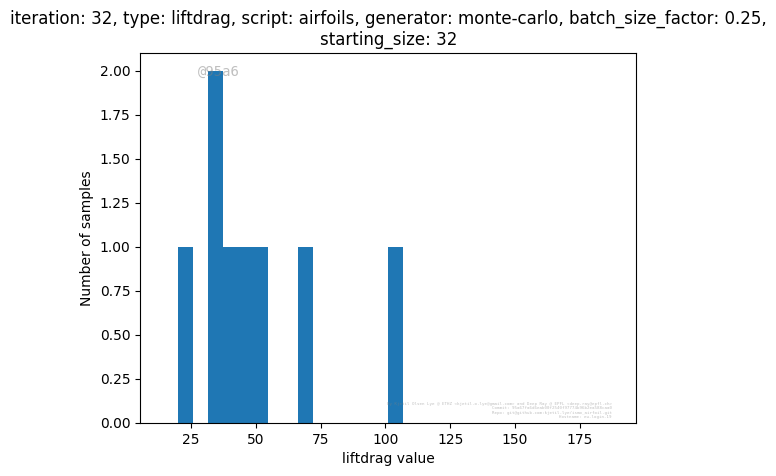 iteration: 32, type: liftdrag, script: airfoils, generator: monte-carlo, batch_size_factor: 0.25,
starting_size: 32
@95a6
2.00
1.75
1.50
1.25
1.00
0.75
0.50
0.25
0.00
Number of samples
25 50 75 100 125 150 175
liftdrag value